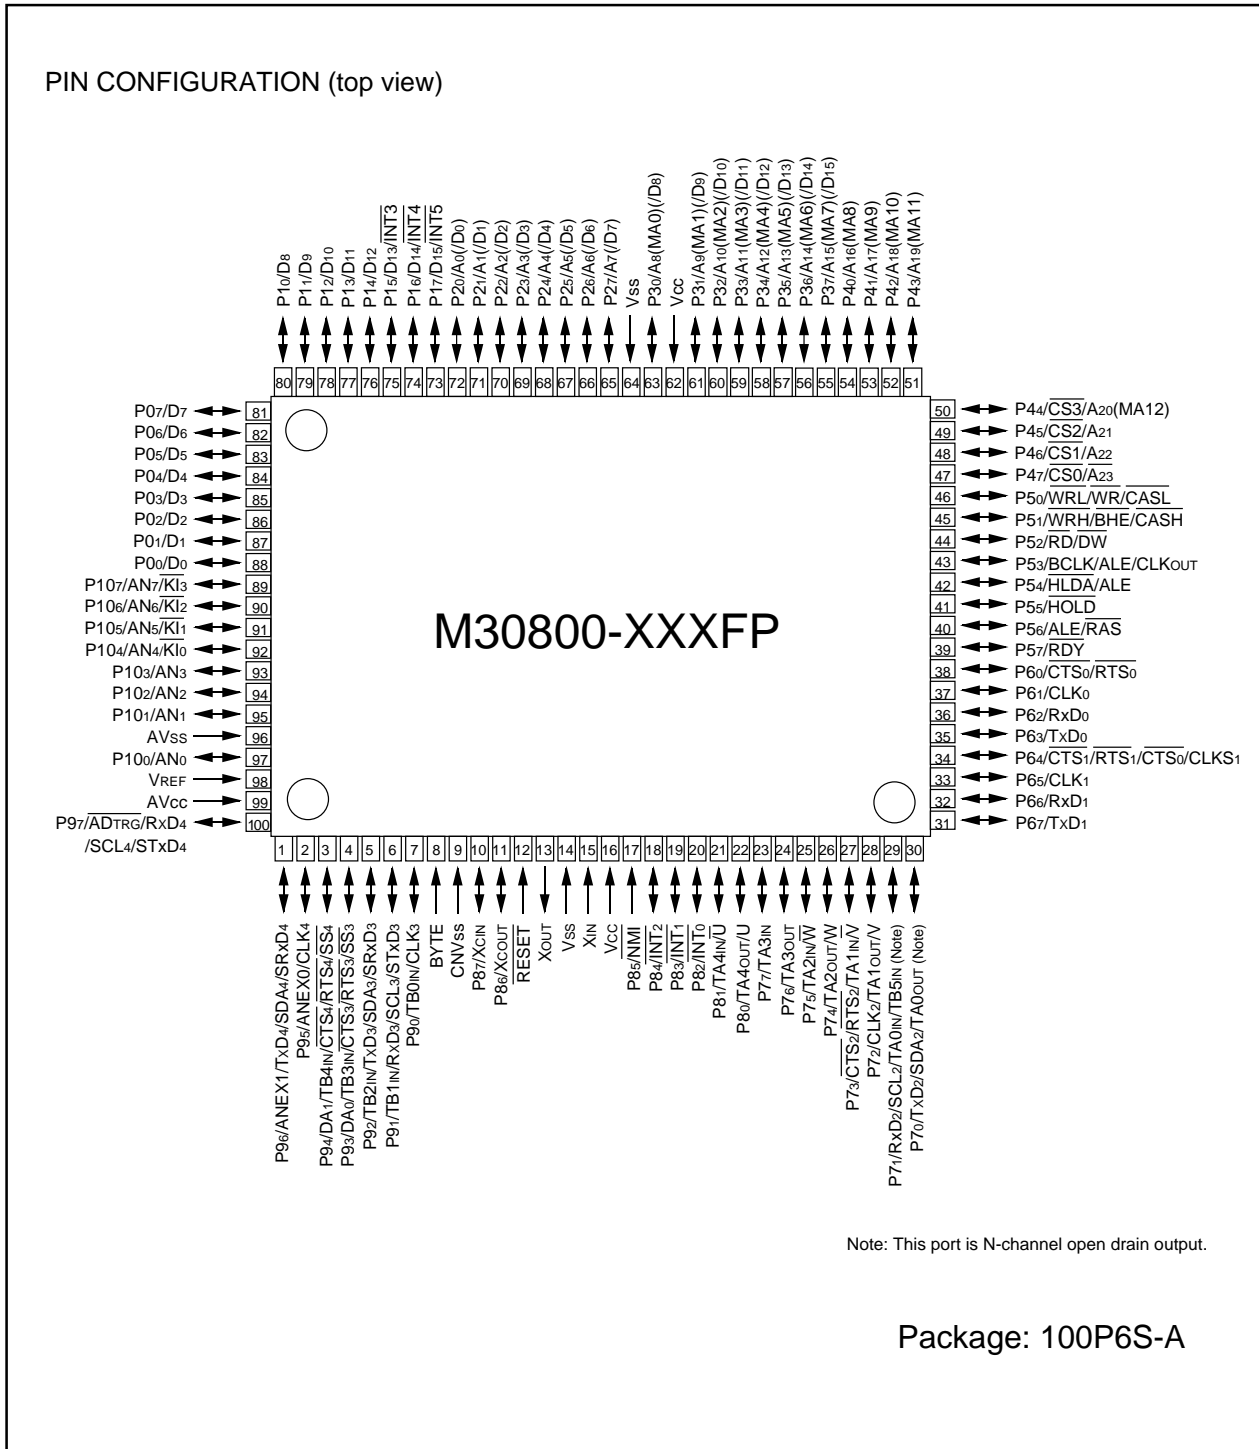 PIN CONFIGURATION (top view)
P10/D8
P11/D9
P12/D10
P13/D11
P14/D12
P15/D13/INT3
P16/D14/INT4
P17/D15/INT5
P20/A0(/D0)
P21/A1(/D1)
P22/A2(/D2)
P23/A3(/D3)
P24/A4(/D4)
P25/A5(/D5)
P26/A6(/D6)
P27/A7(/D7)
Vss
P30/A8(MA0)(/D8)
Vcc
P31/A9(MA1)(/D9)
P32/A10(MA2)(/D10)
P33/A11(MA3)(/D11)
P34/A12(MA4)(/D12)
P35/A13(MA5)(/D13)
P36/A14(MA6)(/D14)
P37/A15(MA7)(/D15)
P40/A16(MA8)
P41/A17(MA9)
P42/A18(MA10)
P43/A19(MA11)
80 79 78 77 76 75 74 73 72 71 70 69 68 67 66 65 64 63 62 61 60 59 58 57 56 55 54 53 52 51
P07/D7 81
P06/D6 82
P05/D5 83
P04/D4 84
P03/D3 85
P02/D2 86
P01/D1 87
P00/D0 88
P107/AN7/KI3 89
P106/AN6/KI2 90
P105/AN5/KI1 91
P104/AN4/KI0 92
P103/AN3 93
P102/AN2 94
P101/AN1 95
AVss 96
P100/AN0 97
VREF 98
AVcc 99
P97/ADTRG/RxD4 100
/SCL4/STxD4
M30800-XXXFP
50 P44/CS3/A20(MA12)
49 P45/CS2/A21
48 P46/CS1/A22
47 P47/CS0/A23
46 P50/WRL/WR/CASL
45 P51/WRH/BHE/CASH
44 P52/RD/DW
43 P53/BCLK/ALE/CLKOUT
42 P54/HLDA/ALE
41 P55/HOLD
40 P56/ALE/RAS
39 P57/RDY
38 P60/CTS0/RTS0
37 P61/CLK0
36 P62/RxD0
35 P63/TxD0
34 P64/CTS1/RTS1/CTS0/CLKS1
33 P65/CLK1
32 P66/RxD1
31 P67/TxD1
1 2 3 4 5 6 7 8 9 10 11 12 13 14 15 16 17 18 19 20 21 22 23 24 25 26 27 28 29 30
P96/ANEX1/TxD4/SDA4/SRxD4
P95/ANEX0/CLK4
P94/DA1/TB4IN/CTS4/RTS4/SS4
P93/DA0/TB3IN/CTS3/RTS3/SS3
P92/TB2IN/TxD3/SDA3/SRxD3
P91/TB1IN/RxD3/SCL3/STxD3
P90/TB0IN/CLK3
BYTE
CNVss
P87/XCIN
P86/XCOUT
RESET
XOUT
Vss
XIN
Vcc
P85/NMI
P84/INT2
P83/INT1
P82/INT0
P81/TA4IN/U
P80/TA4OUT/U
P77/TA3IN
P76/TA3OUT
P75/TA2IN/W
P74/TA2OUT/W
P73/CTS2/RTS2/TA1IN/V
P72/CLK2/TA1OUT/V
P71/RxD2/SCL2/TA0IN/TB5IN (Note)
P70/TxD2/SDA2/TA0OUT (Note)
Note: This port is N-channel open drain output.
Package: 100P6S-A